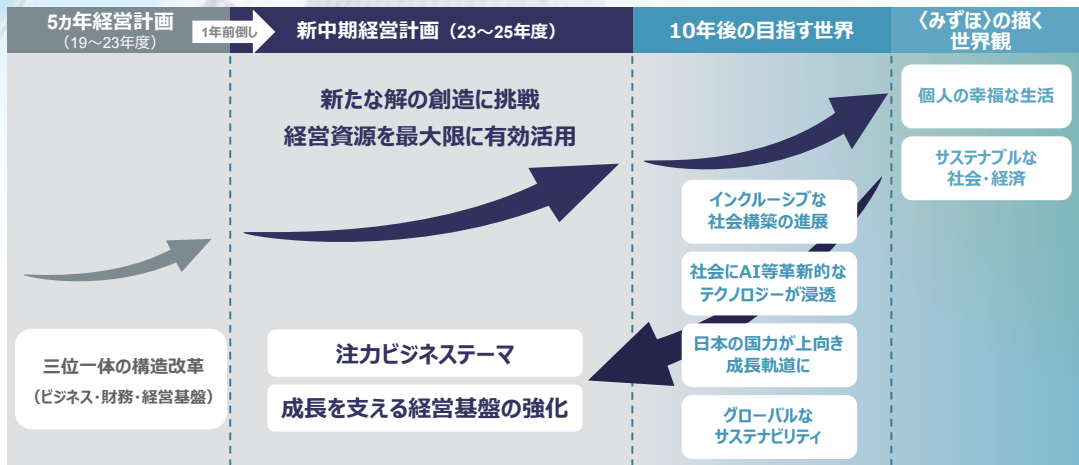 5ヵ年経営計画
（19～23年度）
1年前倒し
新中期経営計画（23～25年度）
10年後の目指す世界
〈みずほ〉の描く
世界観
新たな解の創造に挑戦
経営資源を最大限に有効活用
個人の幸福な生活
サステナブルな
社会・経済
インクルーシブな
社会構築の進展
社会にAI等革新的な
テクノロジーが浸透
日本の国力が上向き
成長軌道に
グローバルな
サステナビリティ
三位一体の構造改革
（ビジネス・財務・経営基盤）
注力ビジネステーマ
成長を支える経営基盤の強化